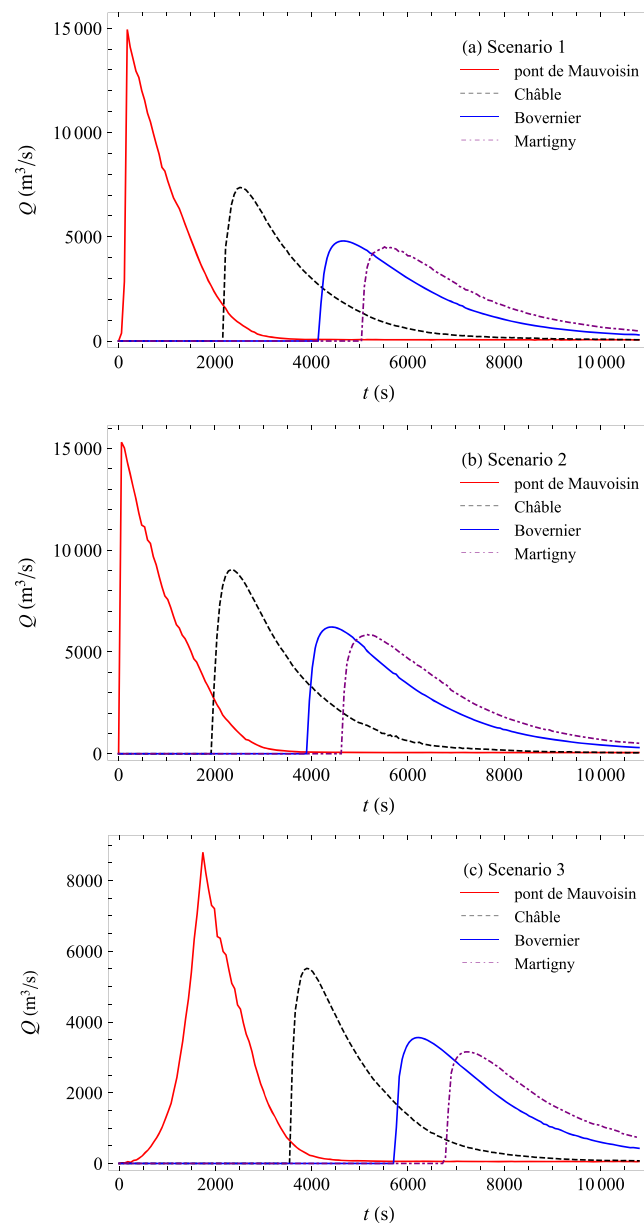 (a) Scenario 1
pont de Mauvoisin
Châble
Bovernier
Martigny
15 000
10 000
5000
0
Q (m³/s)
0 2000 4000 6000 8000 10 000
t (s)
(b) Scenario 2
pont de Mauvoisin
Châble
Bovernier
Martigny
15 000
10 000
5000
0
Q (m³/s)
0 2000 4000 6000 8000 10 000
t (s)
(c) Scenario 3
pont de Mauvoisin
Châble
Bovernier
Martigny
8000
6000
4000
2000
0
Q (m³/s)
0 2000 4000 6000 8000 10 000
t (s)